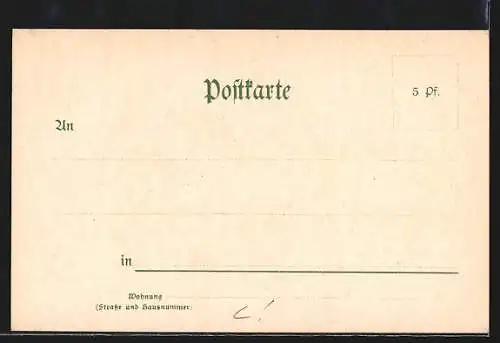 Poſtkarte
5 Pf.
An
in
Wohnung
(Straße und Hausnummer)